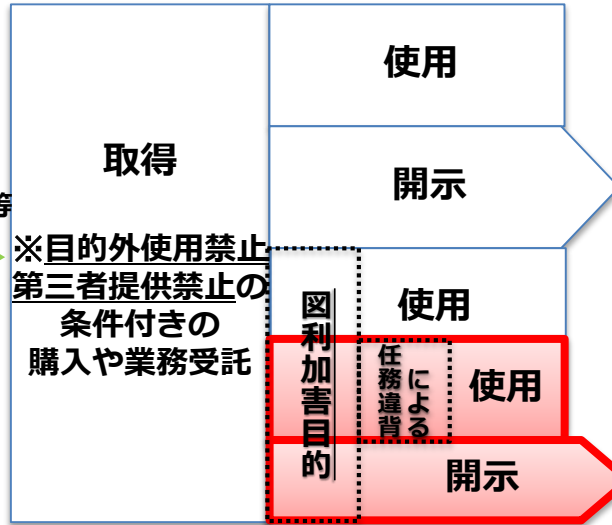 等
取得
※目的外使用禁止
第三者提供禁止の
条件付きの
購入や業務受託
使用
開示
図利加害目的
使用
任務違背
による
使用
開示